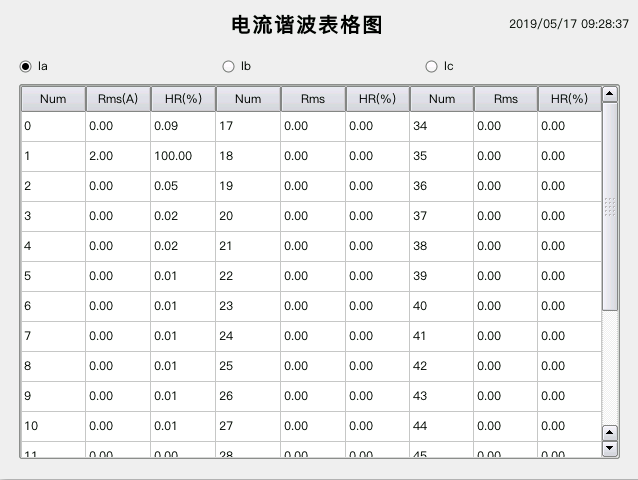 电流谐波表格图
2019/05/17 09:28:37
Ia Ib Ic
Num Rms(A) HR(%) Num Rms HR(%) Num Rms HR(%)
0 0.00 0.09 17 0.00 0.00 34 0.00 0.00
1 2.00 100.00 18 0.00 0.00 35 0.00 0.00
2 0.00 0.05 19 0.00 0.00 36 0.00 0.00
3 0.00 0.02 20 0.00 0.00 37 0.00 0.00
4 0.00 0.02 21 0.00 0.00 38 0.00 0.00
5 0.00 0.01 22 0.00 0.00 39 0.00 0.00
6 0.00 0.01 23 0.00 0.00 40 0.00 0.00
7 0.00 0.01 24 0.00 0.00 41 0.00 0.00
8 0.00 0.01 25 0.00 0.00 42 0.00 0.00
9 0.00 0.01 26 0.00 0.00 43 0.00 0.00
10 0.00 0.01 27 0.00 0.00 44 0.00 0.00
11 0.00 0.00 28 0.00 0.00 45 0.00 0.00